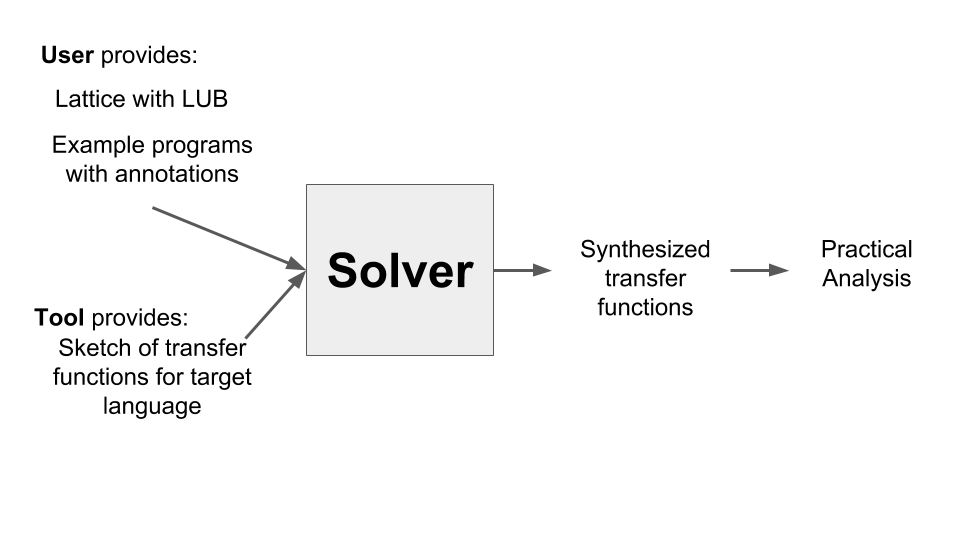 User provides:
Lattice with LUB
Example programs
with annotations
Tool provides:
Sketch of transfer
functions for target
language
Solver
Synthesized
transfer
functions
Practical
Analysis